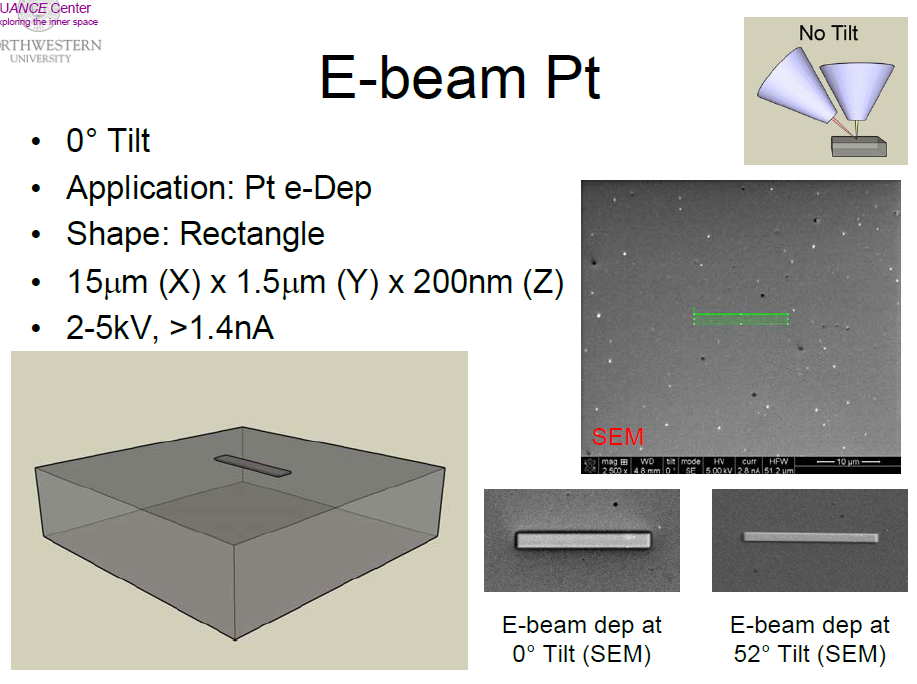 UANCE Center
xploring the inner space
RTHWESTERN
UNIVERSITY
E-beam Pt
No Tilt
• 0° Tilt
• Application: Pt e-Dep
• Shape: Rectangle
• 15μm (X) x 1.5μm (Y) x 200nm (Z)
• 2-5kV, >1.4nA
SEM
mag WD tilt mode HV curr HFW 10 μm
2 500 x 4.8 mm 0 ° SE 5.00 kV 2.8 nA 51.2 μm
E-beam dep at
0° Tilt (SEM)
E-beam dep at
52° Tilt (SEM)